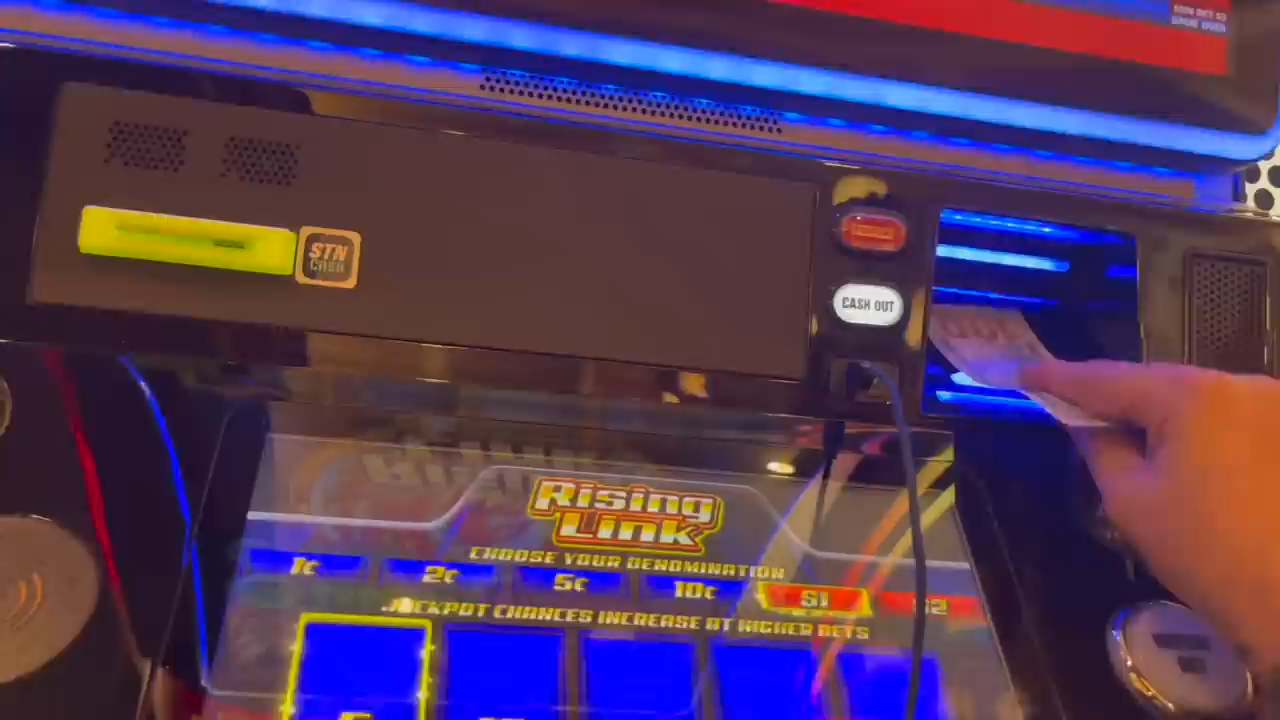 STN
CASH
CASH OUT
Rising
Link
CHOOSE YOUR DENOMINATION
1¢ 2¢ 5¢ 10¢ $1 $2
JACKPOT CHANCES INCREASE AT HIGHER BETS